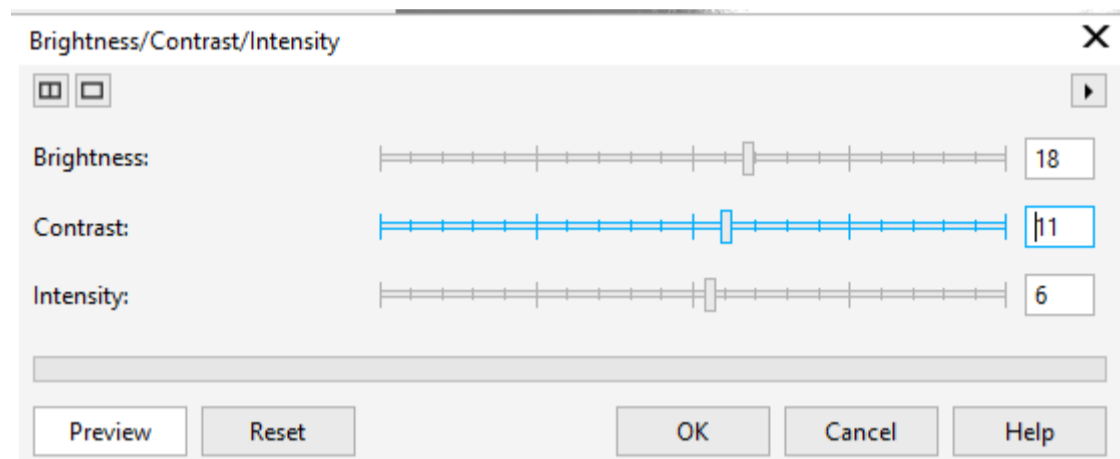 Brightness/Contrast/Intensity
Brightness: 18
Contrast: 11
Intensity: 6
Preview Reset OK Cancel Help